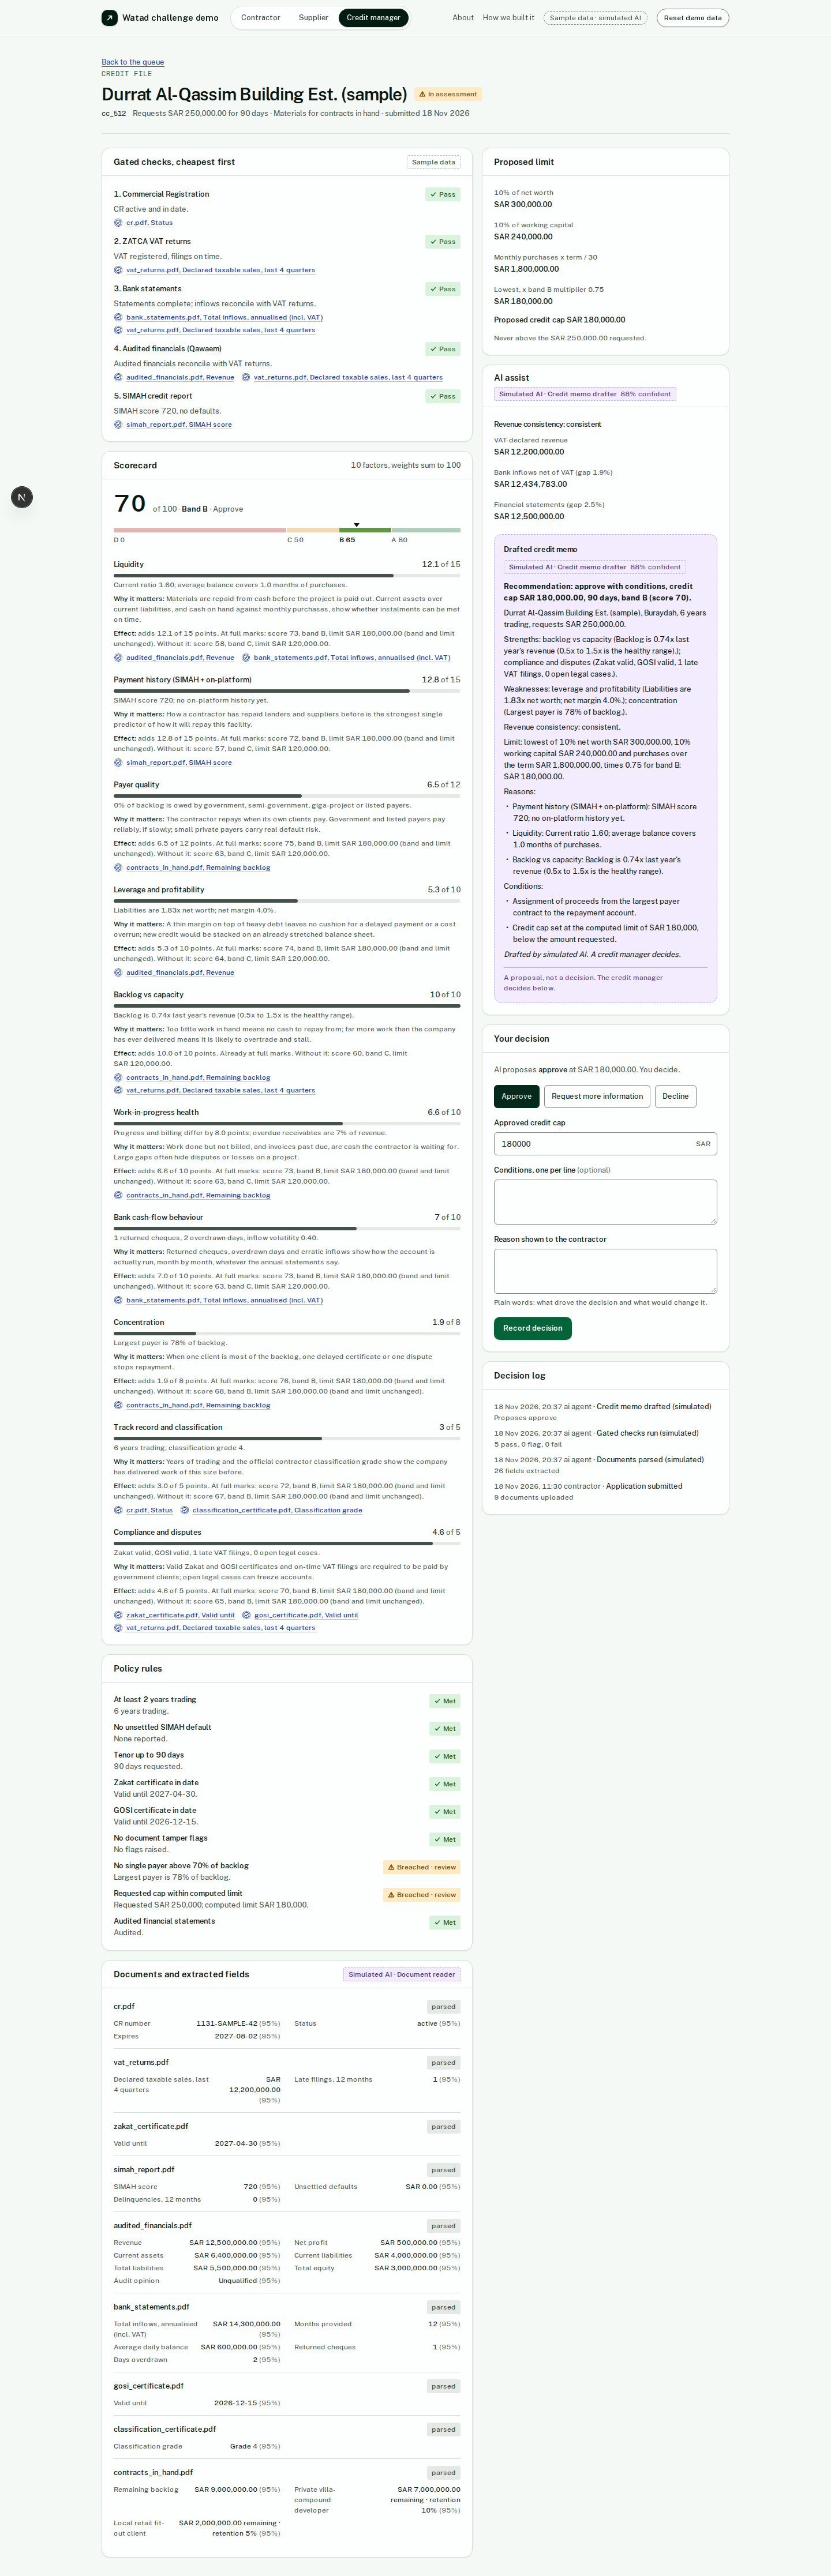 Watad challenge demo
Contractor
Supplier
Credit manager
About
How we built it
Sample data · simulated AI
Reset demo data
Back to the queue
CREDIT FILE
Durrat Al-Qassim Building Est. (sample)
In assessment
cc_512 Requests SAR 250,000.00 for 90 days · Materials for contracts in hand · submitted 18 Nov 2026
Gated checks, cheapest first
Sample data
1. Commercial Registration
Pass
CR active and in date.
cr.pdf, Status
2. ZATCA VAT returns
Pass
VAT registered, filings on time.
vat_returns.pdf, Declared taxable sales, last 4 quarters
3. Bank statements
Pass
Statements complete; inflows reconcile with VAT returns.
bank_statements.pdf, Total inflows, annualised (incl. VAT)
vat_returns.pdf, Declared taxable sales, last 4 quarters
4. Audited financials (Qawaem)
Pass
Audited financials reconcile with VAT returns.
audited_financials.pdf, Revenue vat_returns.pdf, Declared taxable sales, last 4 quarters
5. SIMAH credit report
Pass
SIMAH score 720, no defaults.
simah_report.pdf, SIMAH score
Scorecard
10 factors, weights sum to 100
70 of 100 · Band B · Approve
D 0 C 50 B 65 A 80
Liquidity 12.1 of 15
Current ratio 1.60; average balance covers 1.0 months of purchases.
Why it matters: Materials are repaid from cash before the project is paid out. Current assets over
current liabilities, and cash on hand against monthly purchases, show whether instalments can be met
on time.
Effect: adds 12.1 of 15 points. At full marks: score 73, band B, limit SAR 180,000.00 (band and limit
unchanged). Without it: score 58, band C, limit SAR 120,000.00.
audited_financials.pdf, Revenue bank_statements.pdf, Total inflows, annualised (incl. VAT)
Payment history (SIMAH + on-platform) 12.8 of 15
SIMAH score 720; no on-platform history yet.
Why it matters: How a contractor has repaid lenders and suppliers before is the strongest single
predictor of how it will repay this facility.
Effect: adds 12.8 of 15 points. At full marks: score 72, band B, limit SAR 180,000.00 (band and limit
unchanged). Without it: score 57, band C, limit SAR 120,000.00.
simah_report.pdf, SIMAH score
Payer quality 6.5 of 12
0% of backlog is owed by government, semi-government, giga-project or listed payers.
Why it matters: The contractor repays when its own clients pay. Government and listed payers pay
reliably, if slowly; small private payers carry real default risk.
Effect: adds 6.5 of 12 points. At full marks: score 75, band B, limit SAR 180,000.00 (band and limit
unchanged). Without it: score 63, band C, limit SAR 120,000.00.
contracts_in_hand.pdf, Remaining backlog
Leverage and profitability 5.3 of 10
Liabilities are 1.83x net worth; net margin 4.0%.
Why it matters: A thin margin on top of heavy debt leaves no cushion for a delayed payment or a cost
overrun; new credit would be stacked on an already stretched balance sheet.
Effect: adds 5.3 of 10 points. At full marks: score 74, band B, limit SAR 180,000.00 (band and limit
unchanged). Without it: score 64, band C, limit SAR 120,000.00.
audited_financials.pdf, Revenue
Backlog vs capacity 10 of 10
Backlog is 0.74x last year's revenue (0.5x to 1.5x is the healthy range).
Why it matters: Too little work in hand means no cash to repay from; far more work than the company
has ever delivered means it is likely to overtrade and stall.
Effect: adds 10.0 of 10 points. Already at full marks. Without it: score 60, band C, limit
SAR 120,000.00.
contracts_in_hand.pdf, Remaining backlog
vat_returns.pdf, Declared taxable sales, last 4 quarters
Work-in-progress health 6.6 of 10
Progress and billing differ by 8.0 points; overdue receivables are 7% of revenue.
Why it matters: Work done but not billed, and invoices past due, are cash the contractor is waiting for.
Large gaps often hide disputes or losses on a project.
Effect: adds 6.6 of 10 points. At full marks: score 73, band B, limit SAR 180,000.00 (band and limit
unchanged). Without it: score 63, band C, limit SAR 120,000.00.
contracts_in_hand.pdf, Remaining backlog
Bank cash-flow behaviour 7 of 10
1 returned cheques, 2 overdrawn days, inflow volatility 0.40.
Why it matters: Returned cheques, overdrawn days and erratic inflows show how the account is
actually run, month by month, whatever the annual statements say.
Effect: adds 7.0 of 10 points. At full marks: score 73, band B, limit SAR 180,000.00 (band and limit
unchanged). Without it: score 63, band C, limit SAR 120,000.00.
bank_statements.pdf, Total inflows, annualised (incl. VAT)
Concentration 1.9 of 8
Largest payer is 78% of backlog.
Why it matters: When one client is most of the backlog, one delayed certificate or one dispute
stops repayment.
Effect: adds 1.9 of 8 points. At full marks: score 76, band B, limit SAR 180,000.00 (band and limit
unchanged). Without it: score 68, band B, limit SAR 180,000.00 (band and limit unchanged).
contracts_in_hand.pdf, Remaining backlog
Track record and classification 3 of 5
6 years trading; classification grade 4.
Why it matters: Years of trading and the official contractor classification grade show the company
has delivered work of this size before.
Effect: adds 3.0 of 5 points. At full marks: score 72, band B, limit SAR 180,000.00 (band and limit
unchanged). Without it: score 67, band B, limit SAR 180,000.00 (band and limit unchanged).
cr.pdf, Status classification_certificate.pdf, Classification grade
Compliance and disputes 4.6 of 5
Zakat valid, GOSI valid, 1 late VAT filings, 0 open legal cases.
Why it matters: Valid Zakat and GOSI certificates and on-time VAT filings are required to be paid by
government clients; open legal cases can freeze accounts.
Effect: adds 4.6 of 5 points. At full marks: score 70, band B, limit SAR 180,000.00 (band and limit
unchanged). Without it: score 65, band B, limit SAR 180,000.00 (band and limit unchanged).
zakat_certificate.pdf, Valid until gosi_certificate.pdf, Valid until
vat_returns.pdf, Declared taxable sales, last 4 quarters
Policy rules
At least 2 years trading
Met
6 years trading.
No unsettled SIMAH default
Met
None reported.
Tenor up to 90 days
Met
90 days requested.
Zakat certificate in date
Met
Valid until 2027-04-30.
GOSI certificate in date
Met
Valid until 2026-12-15.
No document tamper flags
Met
No flags raised.
No single payer above 70% of backlog
Breached · review
Largest payer is 78% of backlog.
Requested cap within computed limit
Breached · review
Requested SAR 250,000; computed limit SAR 180,000.
Audited financial statements
Met
Audited.
Documents and extracted fields
Simulated AI · Document reader
cr.pdf
parsed
CR number 1131-SAMPLE-42 (95%) Status active (95%)
Expires 2027-08-02 (95%)
vat_returns.pdf
parsed
Declared taxable sales, last
4 quarters
SAR
12,200,000.00
(95%)
Late filings, 12 months 1 (95%)
zakat_certificate.pdf
parsed
Valid until 2027-04-30 (95%)
simah_report.pdf
parsed
SIMAH score 720 (95%) Unsettled defaults SAR 0.00 (95%)
Delinquencies, 12 months 0 (95%)
audited_financials.pdf
parsed
Revenue SAR 12,500,000.00 (95%) Net profit SAR 500,000.00 (95%)
Current assets SAR 6,400,000.00 (95%) Current liabilities SAR 4,000,000.00 (95%)
Total liabilities SAR 5,500,000.00 (95%) Total equity SAR 3,000,000.00 (95%)
Audit opinion Unqualified (95%)
bank_statements.pdf
parsed
Total inflows, annualised
(incl. VAT)
SAR 14,300,000.00
(95%)
Months provided 12 (95%)
Average daily balance SAR 600,000.00 (95%) Returned cheques 1 (95%)
Days overdrawn 2 (95%)
gosi_certificate.pdf
parsed
Valid until 2026-12-15 (95%)
classification_certificate.pdf
parsed
Classification grade Grade 4 (95%)
contracts_in_hand.pdf
parsed
Remaining backlog SAR 9,000,000.00 (95%)
Private villa-
compound
developer
SAR 7,000,000.00
remaining · retention
10% (95%)
Local retail fit-
out client
SAR 2,000,000.00 remaining ·
retention 5% (95%)
Proposed limit
10% of net worth
SAR 300,000.00
10% of working capital
SAR 240,000.00
Monthly purchases x term / 30
SAR 1,800,000.00
Lowest, x band B multiplier 0.75
SAR 180,000.00
Proposed credit cap SAR 180,000.00
Never above the SAR 250,000.00 requested.
AI assist
Simulated AI · Credit memo drafter 88% confident
Revenue consistency: consistent
VAT-declared revenue
SAR 12,200,000.00
Bank inflows net of VAT (gap 1.9%)
SAR 12,434,783.00
Financial statements (gap 2.5%)
SAR 12,500,000.00
Drafted credit memo
Simulated AI · Credit memo drafter 88% confident
Recommendation: approve with conditions, credit
cap SAR 180,000.00, 90 days, band B (score 70).
Durrat Al-Qassim Building Est. (sample), Buraydah, 6 years
trading, requests SAR 250,000.00.
Strengths: backlog vs capacity (Backlog is 0.74x last
year's revenue (0.5x to 1.5x is the healthy range).);
compliance and disputes (Zakat valid, GOSI valid, 1 late
VAT filings, 0 open legal cases.).
Weaknesses: leverage and profitability (Liabilities are
1.83x net worth; net margin 4.0%.); concentration
(Largest payer is 78% of backlog.).
Revenue consistency: consistent.
Limit: lowest of 10% net worth SAR 300,000.00, 10%
working capital SAR 240,000.00 and purchases over
the term SAR 1,800,000.00, times 0.75 for band B:
SAR 180,000.00.
Reasons:
· Payment history (SIMAH + on-platform): SIMAH score
720; no on-platform history yet.
· Liquidity: Current ratio 1.60; average balance covers
1.0 months of purchases.
· Backlog vs capacity: Backlog is 0.74x last year's revenue
(0.5x to 1.5x is the healthy range).
Conditions:
· Assignment of proceeds from the largest payer
contract to the repayment account.
· Credit cap set at the computed limit of SAR 180,000,
below the amount requested.
Drafted by simulated AI. A credit manager decides.
A proposal, not a decision. The credit manager
decides below.
Your decision
AI proposes approve at SAR 180,000.00. You decide.
Approve
Request more information
Decline
Approved credit cap
180000 SAR
Conditions, one per line (optional)
Reason shown to the contractor
Plain words: what drove the decision and what would change it.
Record decision
Decision log
18 Nov 2026, 20:37 ai agent · Credit memo drafted (simulated)
Proposes approve
18 Nov 2026, 20:37 ai agent · Gated checks run (simulated)
5 pass, 0 flag, 0 fail
18 Nov 2026, 20:37 ai agent · Documents parsed (simulated)
26 fields extracted
18 Nov 2026, 11:30 contractor · Application submitted
9 documents uploaded
N